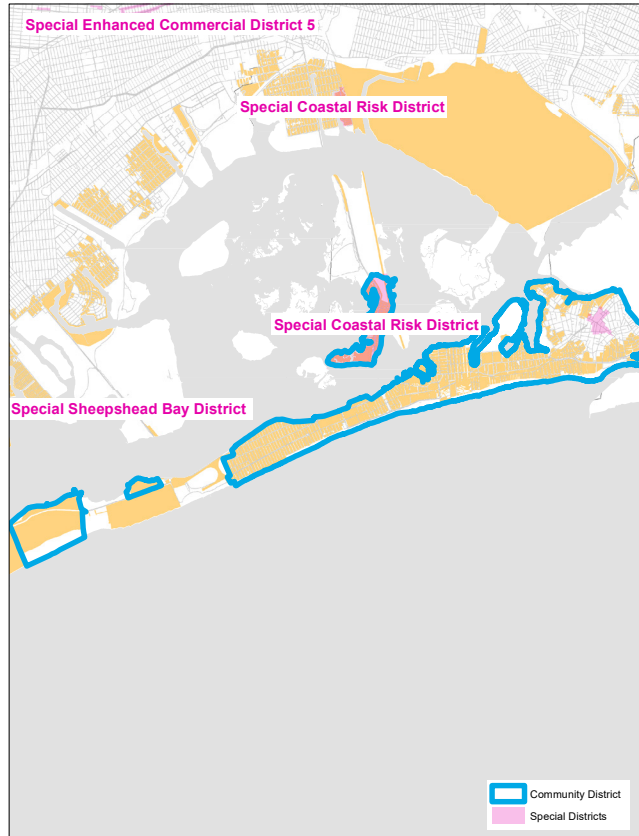 Special Enhanced Commercial District 5
Special Coastal Risk District
Special Coastal Risk District
Special Sheepshead Bay District
Community District
Special Districts